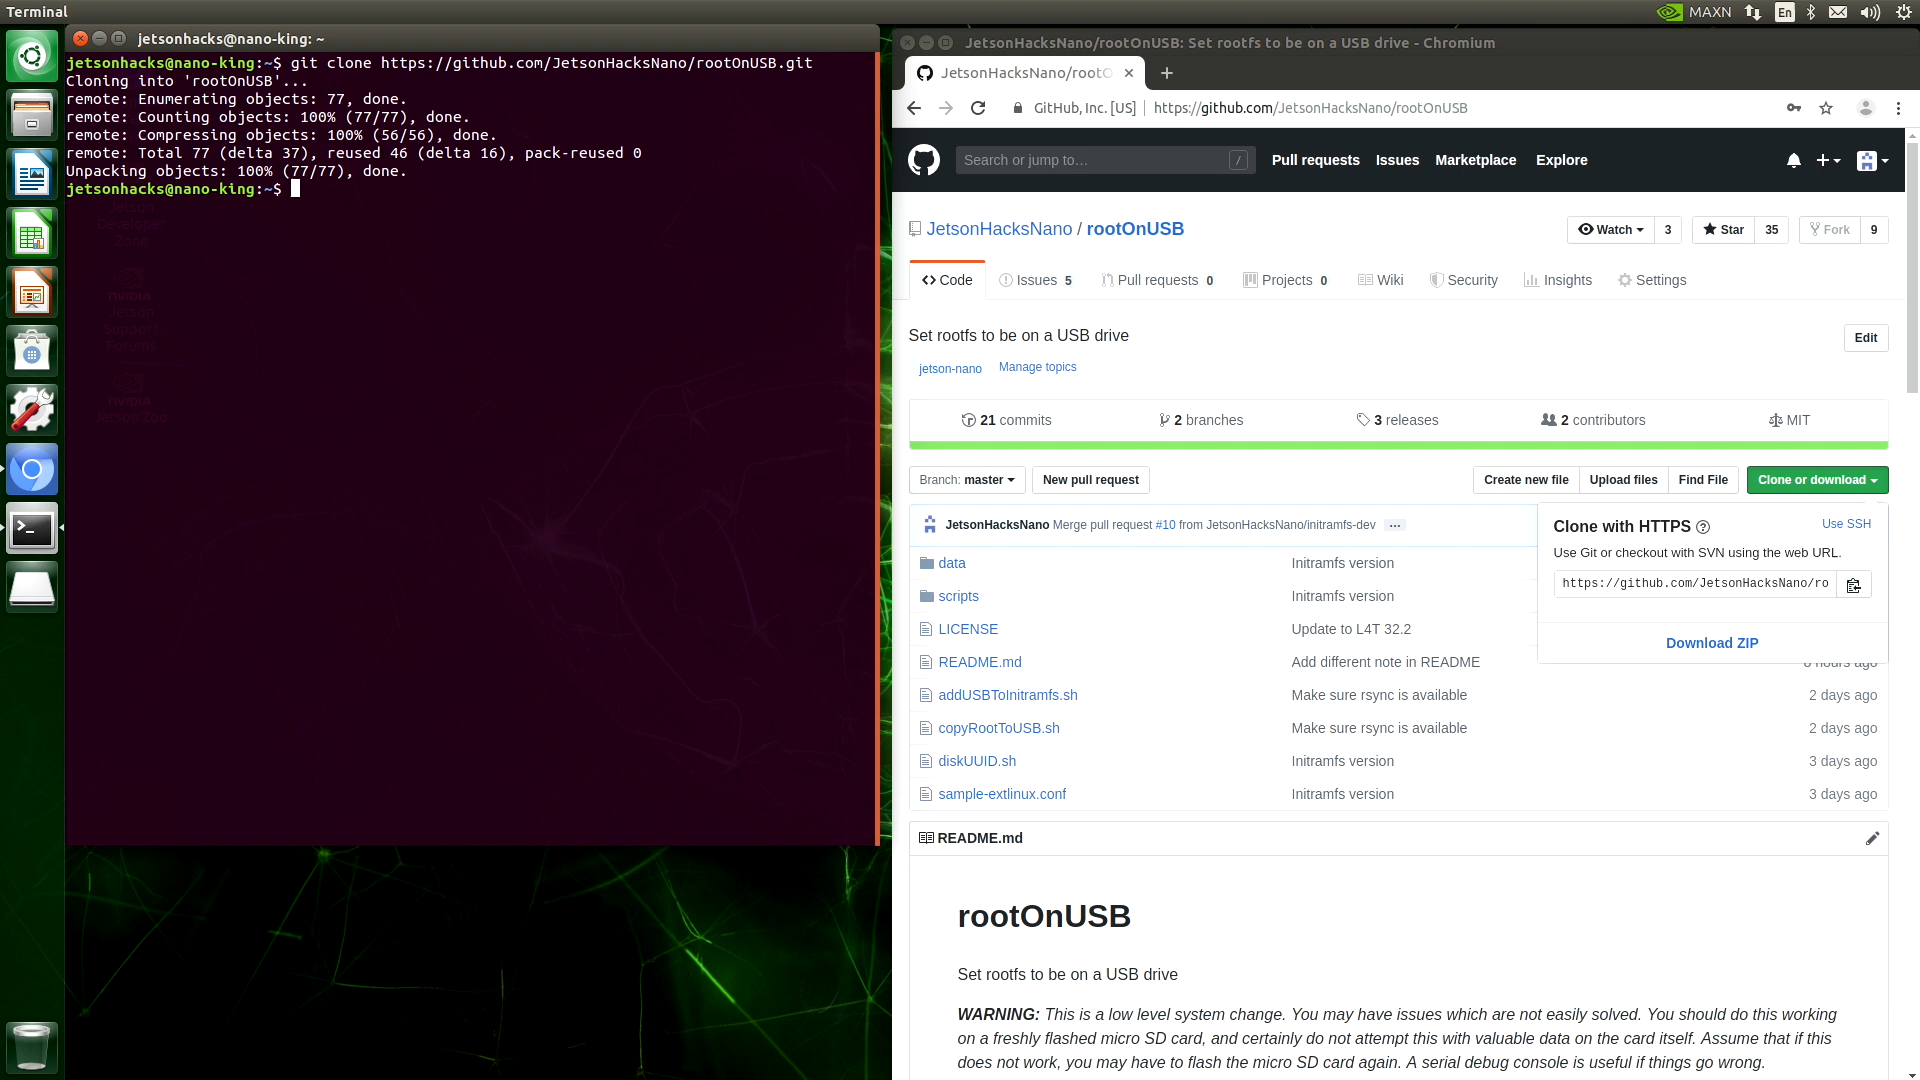 Terminal
MAXN
En
jetsonhacks@nano-king: ~
jetsonhacks@nano-king:~$ git clone https://github.com/JetsonHacksNano/rootOnUSB.git
Cloning into 'rootOnUSB'...
remote: Enumerating objects: 77, done.
remote: Counting objects: 100% (77/77), done.
remote: Compressing objects: 100% (56/56), done.
remote: Total 77 (delta 37), reused 46 (delta 16), pack-reused 0
Unpacking objects: 100% (77/77), done.
jetsonhacks@nano-king:~$
Jetson
Developer
Zone
NVIDIA
Jetson
Support
Forums
NVIDIA
Jetson Zoo
JetsonHacksNano/rootOnUSB: Set rootfs to be on a USB drive - Chromium
JetsonHacksNano/rootO
GitHub, Inc. [US] https://github.com/JetsonHacksNano/rootOnUSB
Search or jump to… / Pull requests Issues Marketplace Explore
JetsonHacksNano / rootOnUSB
Watch 3 Star 35 Fork 9
Code Issues 5 Pull requests 0 Projects 0 Wiki Security Insights Settings
Set rootfs to be on a USB drive
Edit
jetson-nano Manage topics
21 commits 2 branches 3 releases 2 contributors MIT
Branch: master New pull request Create new file Upload files Find File Clone or download
JetsonHacksNano Merge pull request #10 from JetsonHacksNano/initramfs-dev …
Clone with HTTPS Use SSH
Use Git or checkout with SVN using the web URL.
https://github.com/JetsonHacksNano/ro
Download ZIP
data Initramfs version
scripts Initramfs version
LICENSE Update to L4T 32.2
README.md Add different note in README hours ago
addUSBToInitramfs.sh Make sure rsync is available 2 days ago
copyRootToUSB.sh Make sure rsync is available 2 days ago
diskUUID.sh Initramfs version 3 days ago
sample-extlinux.conf Initramfs version 3 days ago
README.md
rootOnUSB
Set rootfs to be on a USB drive
WARNING: This is a low level system change. You may have issues which are not easily solved. You should do this working
on a freshly flashed micro SD card, and certainly do not attempt this with valuable data on the card itself. Assume that if this
does not work, you may have to flash the micro SD card again. A serial debug console is useful if things go wrong.